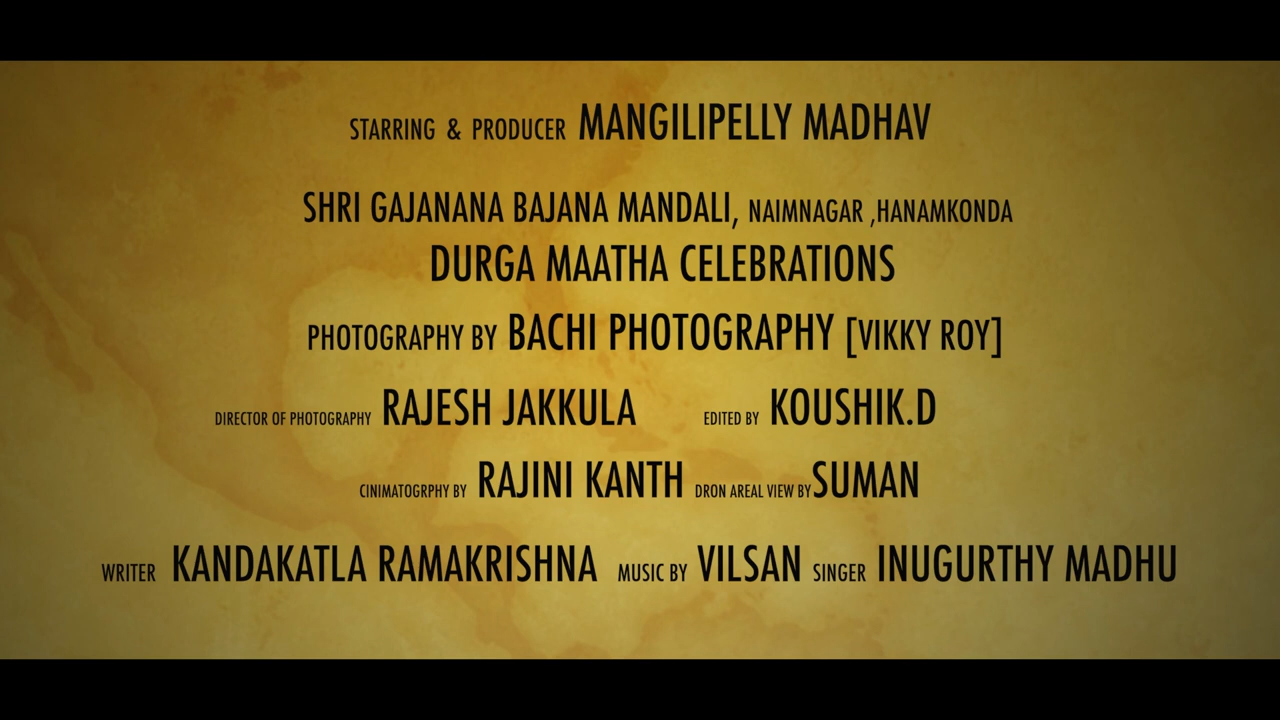 STARRING & PRODUCER MANGILIPELLY MADHAV
SHRI GAJANANA BAJANA MANDALI, NAIMNAGAR ,HANAMKONDA
DURGA MAATHA CELEBRATIONS
PHOTOGRAPHY BY BACHI PHOTOGRAPHY [VIKKY ROY]
DIRECTOR OF PHOTOGRAPHY RAJESH JAKKULA EDITED BY KOUSHIK.D
CINIMATOGRPHY BY RAJINI KANTH DRON AREAL VIEW BY SUMAN
WRITER KANDAKATLA RAMAKRISHNA MUSIC BY VILSAN SINGER INUGURTHY MADHU